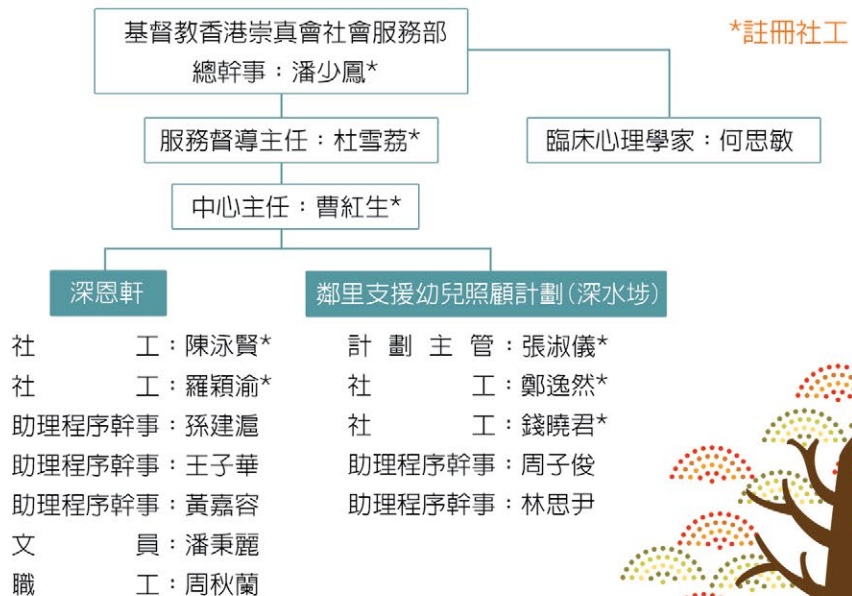 基督教香港崇真會社會服務部
總幹事：潘少鳳*
*註冊社工
服務督導主任：杜雪荔*
臨床心理學家：何思敏
中心主任：曹紅生*
深恩軒
社工：陳泳賢*
社工：羅穎渝*
助理程序幹事：孫建滬
助理程序幹事：王子華
助理程序幹事：黃嘉容
文員：潘秉麗
職工：周秋蘭
鄰里支援幼兒照顧計劃(深水埗)
計劃主管：張淑儀*
社工：鄭逸然*
社工：錢曉君*
助理程序幹事：周子俊
助理程序幹事：林思尹